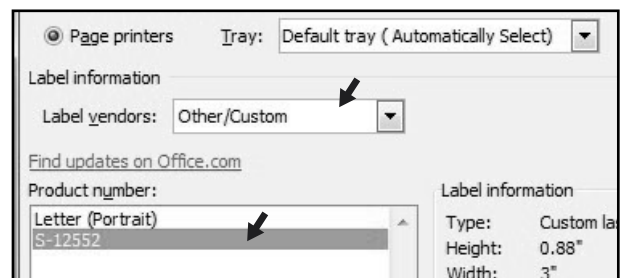 Page printers Tray: Default tray ( Automatically Select)
Label information
Label vendors: Other/Custom
Find updates on Office.com
Product number:
Letter (Portrait)
S-12552
Label information
Type: Custom la
Height: 0.88"
Width: 3"